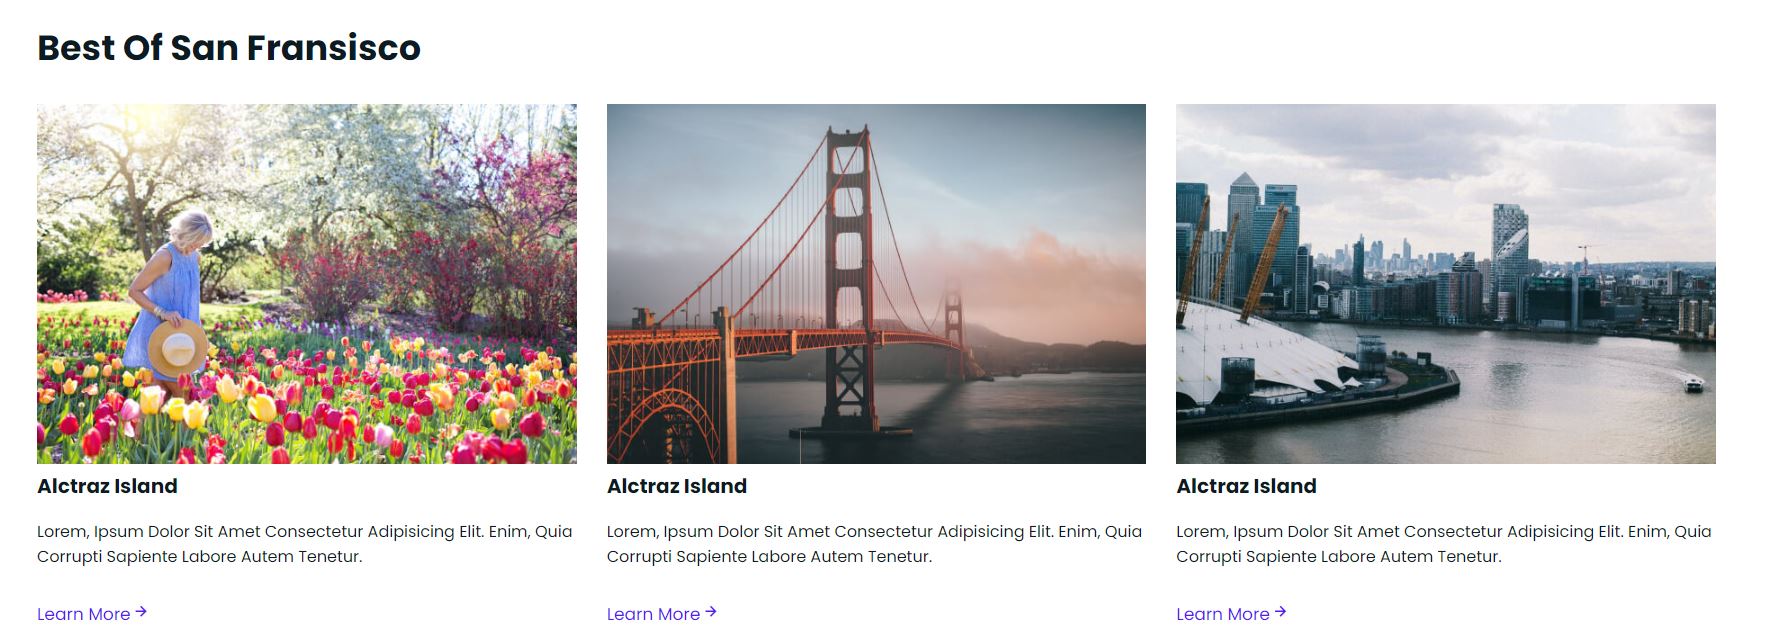 Best Of San Fransisco
Alctraz Island
Lorem, Ipsum Dolor Sit Amet Consectetur Adipisicing Elit. Enim, Quia
Corrupti Sapiente Labore Autem Tenetur.
Learn More →
Alctraz Island
Lorem, Ipsum Dolor Sit Amet Consectetur Adipisicing Elit. Enim, Quia
Corrupti Sapiente Labore Autem Tenetur.
Learn More →
Alctraz Island
Lorem, Ipsum Dolor Sit Amet Consectetur Adipisicing Elit. Enim, Quia
Corrupti Sapiente Labore Autem Tenetur.
Learn More →